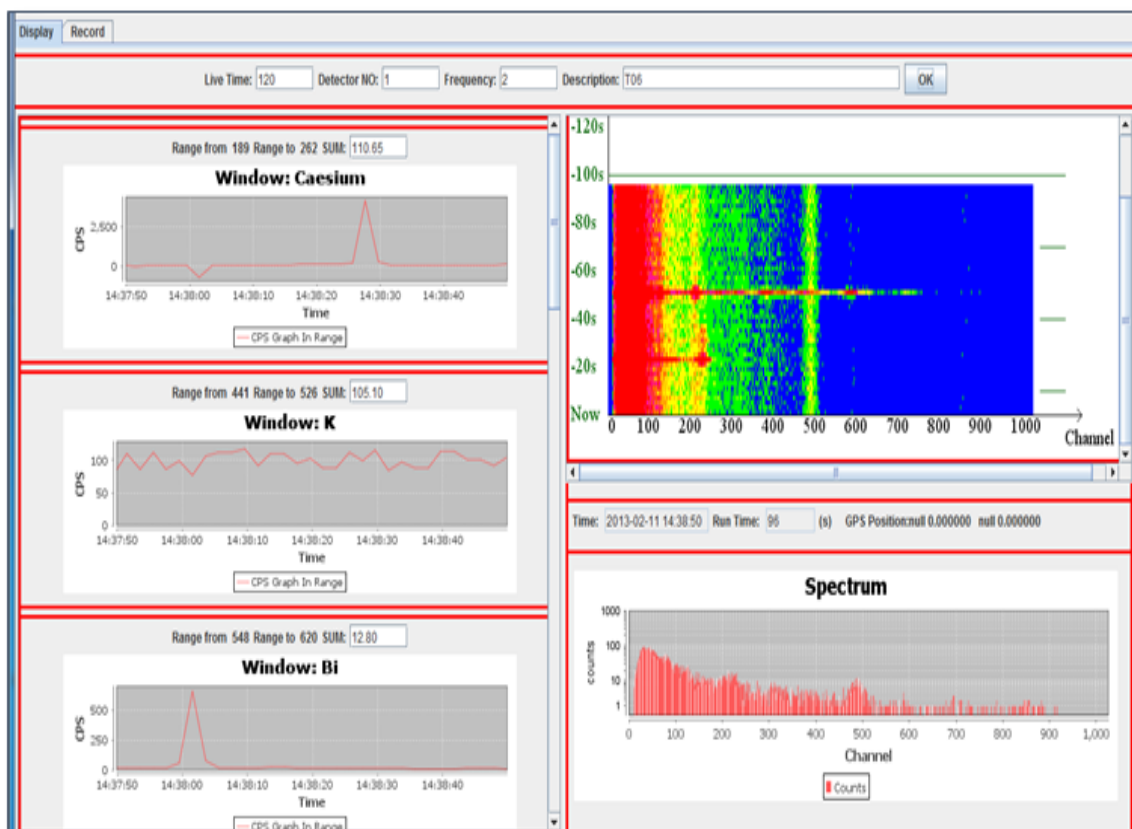 Display Record
Live Time: 120 Detector NO: 1 Frequency: 2 Description: T06 OK
Range from 189 Range to 262 SUM: 110.65
Window: Caesium
CPS
2,500
0
14:37:50 14:38:00 14:38:10 14:38:20 14:38:30 14:38:40
Time
CPS Graph In Range
Range from 441 Range to 526 SUM: 105.10
Window: K
CPS
100
50
0
14:37:50 14:38:00 14:38:10 14:38:20 14:38:30 14:38:40
Time
CPS Graph In Range
Range from 548 Range to 620 SUM: 12.80
Window: Bi
CPS
500
250
0
14:37:50 14:38:00 14:38:10 14:38:20 14:38:30 14:38:40
Time
CPS Graph In Range
-120s
-100s
-80s
-60s
-40s
-20s
Now
0 100 200 300 400 500 600 700 800 900 1000
Channel
Time: 2013-02-11 14:38:50 Run Time: 96 (s) GPS Position:null 0.000000 null 0.000000
Spectrum
counts
1000
100
10
1
0 100 200 300 400 500 600 700 800 900 1,000
Channel
Counts